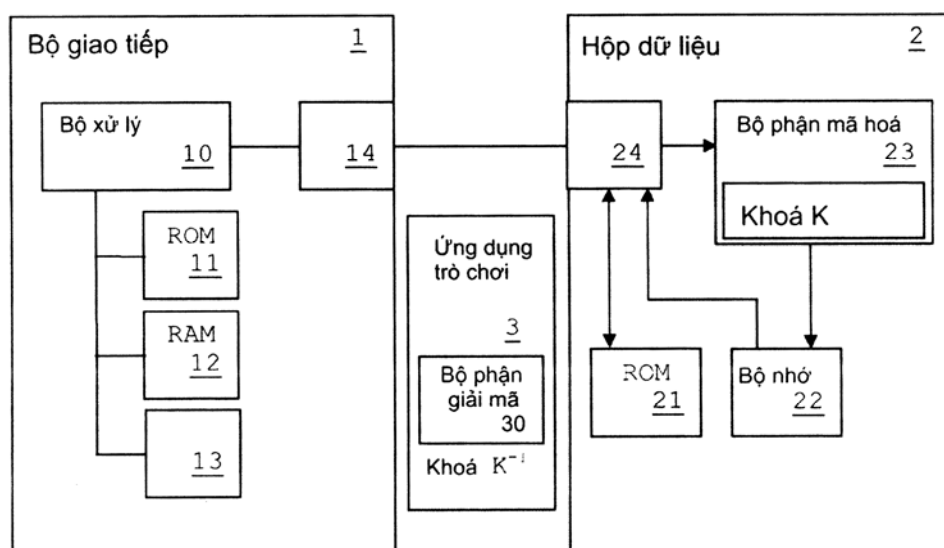 Bộ giao tiếp 1
Bộ xử lý
10
14
ROM
11
RAM
12
13
Ứng dụng
trò chơi
3
Bộ phận
giải mã
30
Khoá K⁻¹
Hộp dữ liệu 2
24
Bộ phận mã hoá
23
Khoá K
ROM
21
Bộ nhớ
22